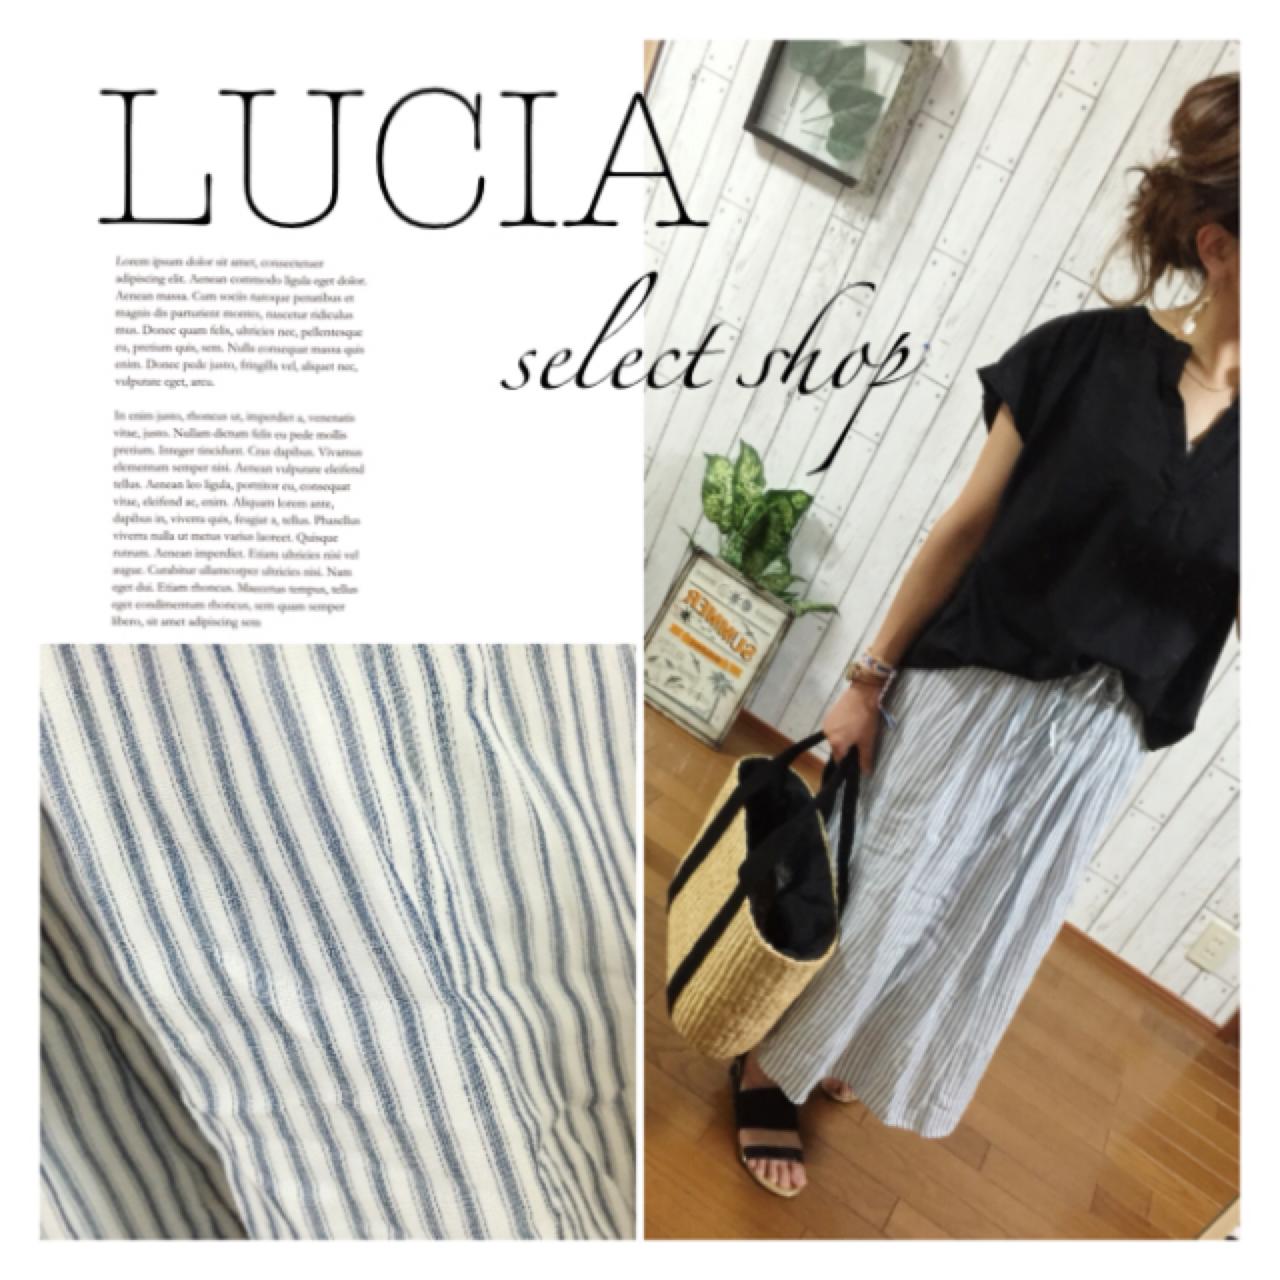 LUCIA
select shop
Lorem ipsum dolor sit amet, consectetuer
adipiscing elit. Aenean commodo ligula eget dolor.
Aenean massa. Cum sociis natoque penatibus et
magnis dis parturient montes, nascetur ridiculus
mus. Donec quam felis, ultricies nec, pellentesque
eu, pretium quis, sem. Nulla consequat massa quis
enim. Donec pede justo, fringilla vel, aliquet nec,
vulputate eget, arcu.
In enim justo, rhoncus ut, imperdiet a, venenatis
vitae, justo. Nullam dictum felis eu pede mollis
pretium. Integer tincidunt. Cras dapibus. Vivamus
elementum semper nisi. Aenean vulputate eleifend
tellus. Aenean leo ligula, porttitor eu, consequat
vitae, eleifend ac, enim. Aliquam lorem ante,
dapibus in, viverra quis, feugiat a, tellus. Phasellus
viverra nulla ut metus varius laoreet. Quisque
rutrum. Aenean imperdiet. Etiam ultricies nisi vel
augue. Curabitur ullamcorper ultricies nisi. Nam
eget dui. Etiam rhoncus. Maecenas tempus, tellus
eget condimentum rhoncus, sem quam semper
libero, sit amet adipiscing sem
SUMMER